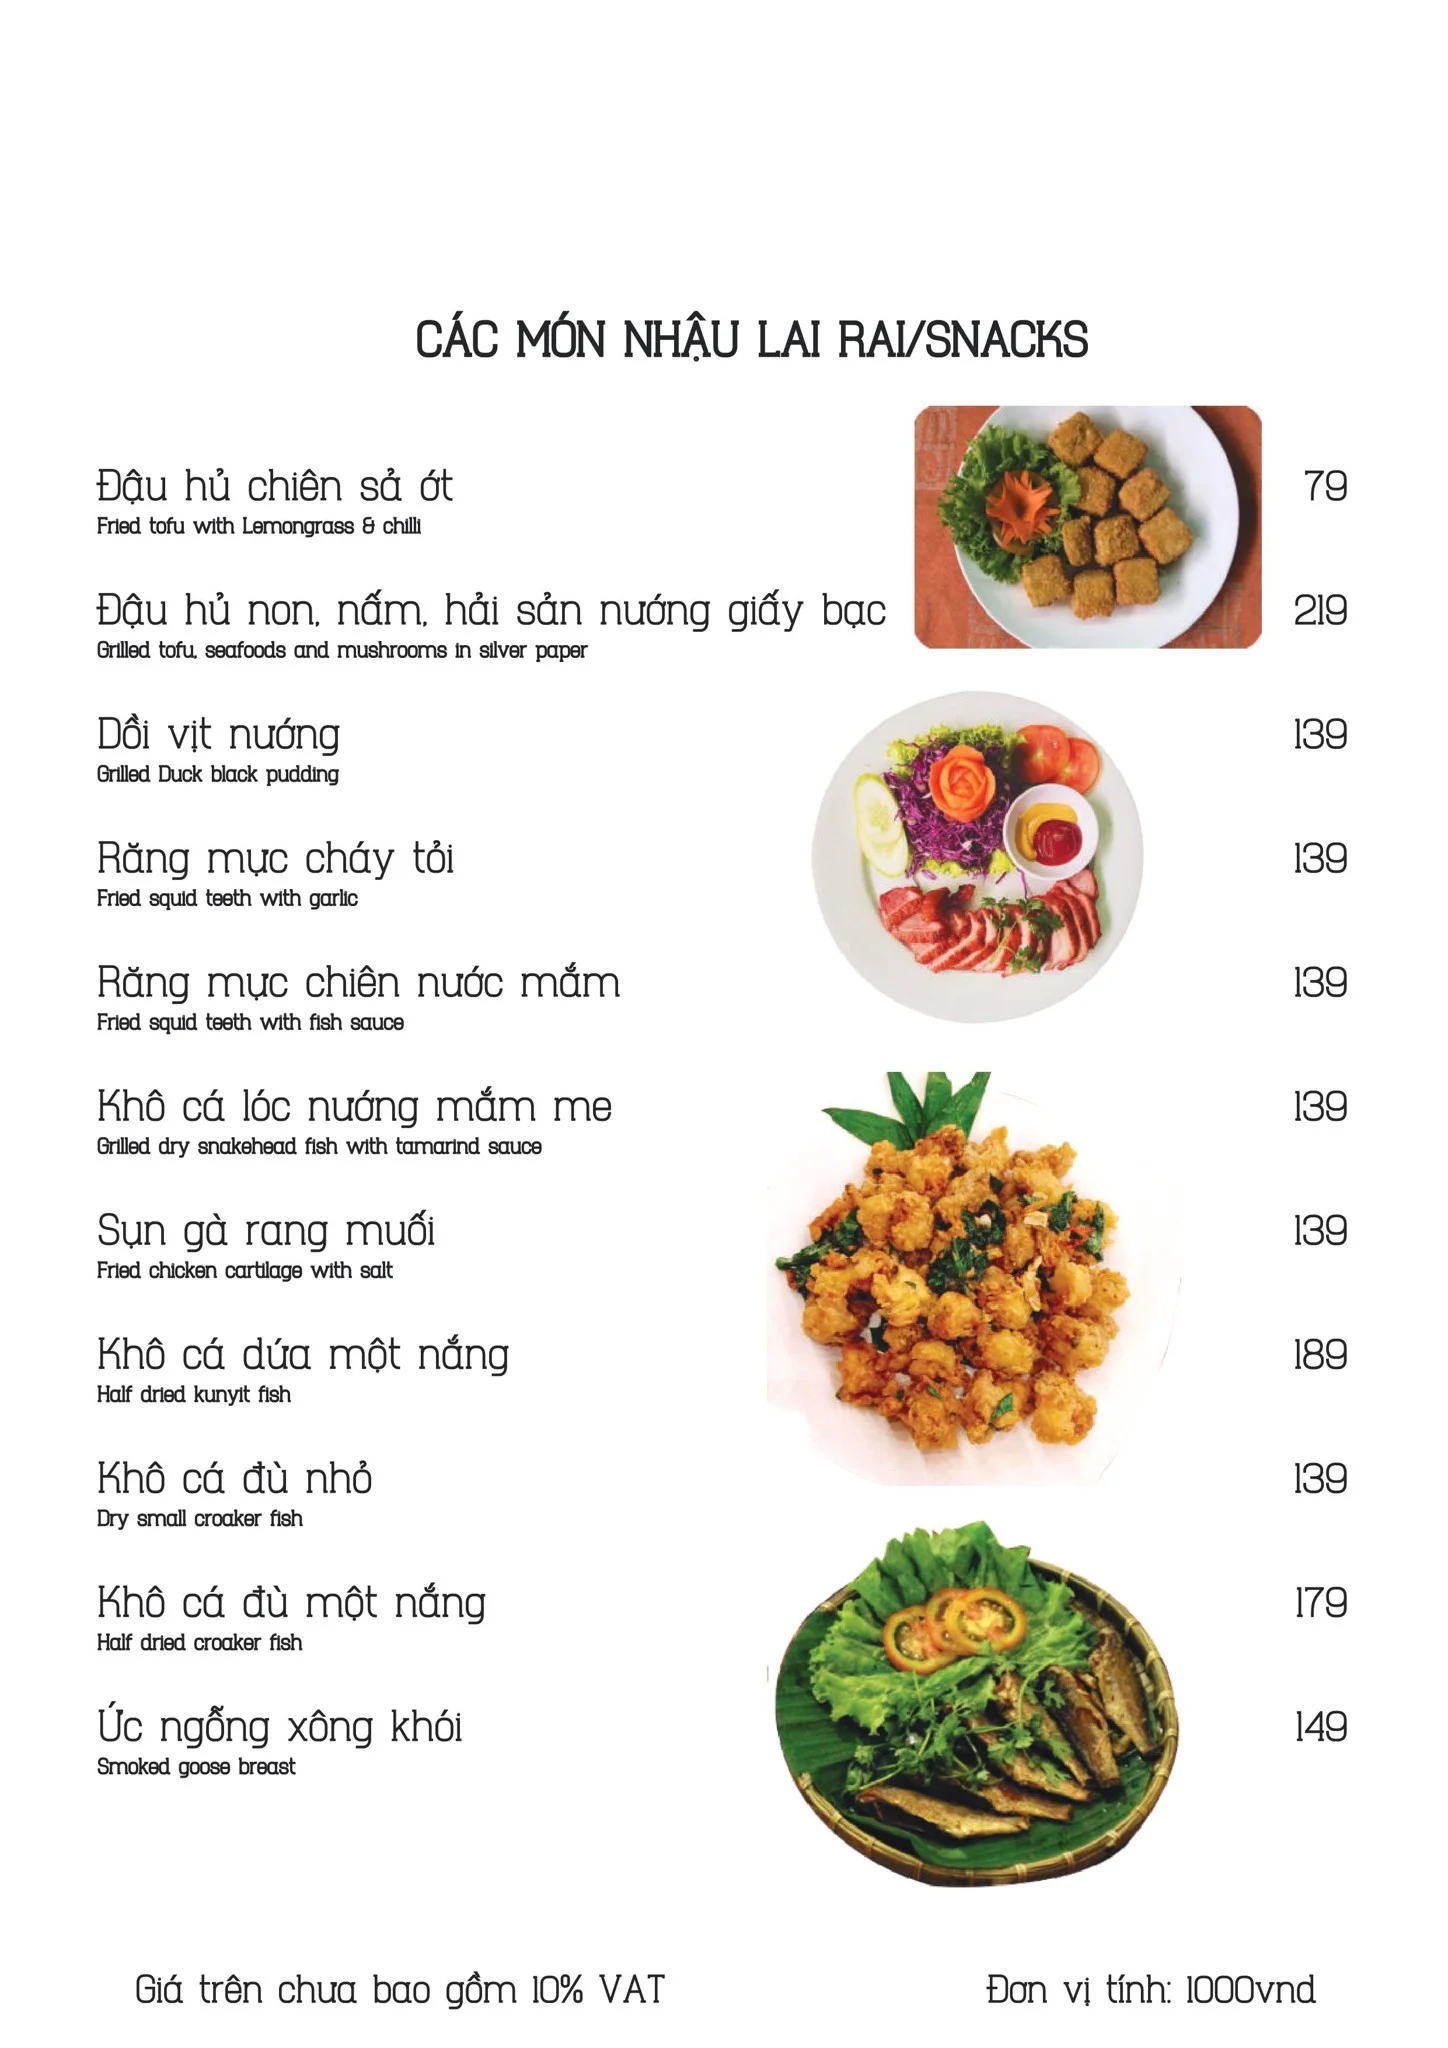 CÁC MÓN NHẬU LAI RAI/SNACKS
Đậu hủ chiên sả ớt 79
Fried tofu with Lemongrass & chilli
Đậu hủ non, nấm, hải sản nướng giấy bạc 219
Grilled tofu, seafoods and mushrooms in silver paper
Dồi vịt nướng 139
Grilled Duck black pudding
Răng mực cháy tỏi 139
Fried squid teeth with garlic
Răng mực chiên nước mắm 139
Fried squid teeth with fish sauce
Khô cá lóc nướng mắm me 139
Grilled dry snakehead fish with tamarind sauce
Sụn gà rang muối 139
Fried chicken cartilage with salt
Khô cá dứa một nắng 189
Half dried kunyit fish
Khô cá đù nhỏ 139
Dry small croaker fish
Khô cá đù một nắng 179
Half dried croaker fish
Ức ngỗng xông khói 149
Smoked goose breast
Giá trên chưa bao gồm 10% VAT Đơn vị tính: 1000vnd